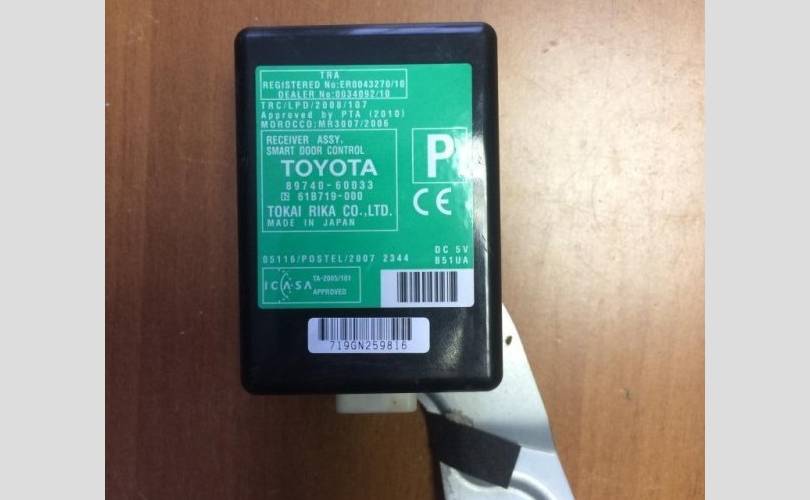 TRA
REGISTERED No:ER0043270/10
DEALER No:0034092/10
TRC/LPD/2008/107
Approved by PTA (2010)
MOROCCO:MR3007/2006
RECEIVER ASSY,
SMART DOOR CONTROL
TOYOTA
89740-60033
61B719-000
TOKAI RIKA CO.,LTD.
MADE IN JAPAN
P
CE
05116/POSTEL/2007 2344
DC 5V
B51UA
ICASA
TA-2005/101
APPROVED
719GN259816